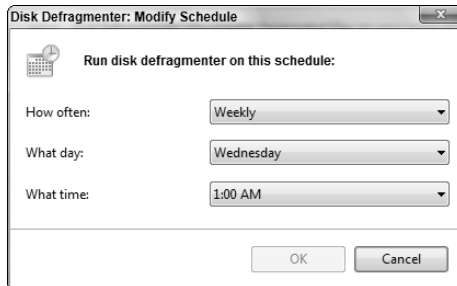 Disk Defragmenter: Modify Schedule
Run disk defragmenter on this schedule:
How often: Weekly
What day: Wednesday
What time: 1:00 AM
OK Cancel